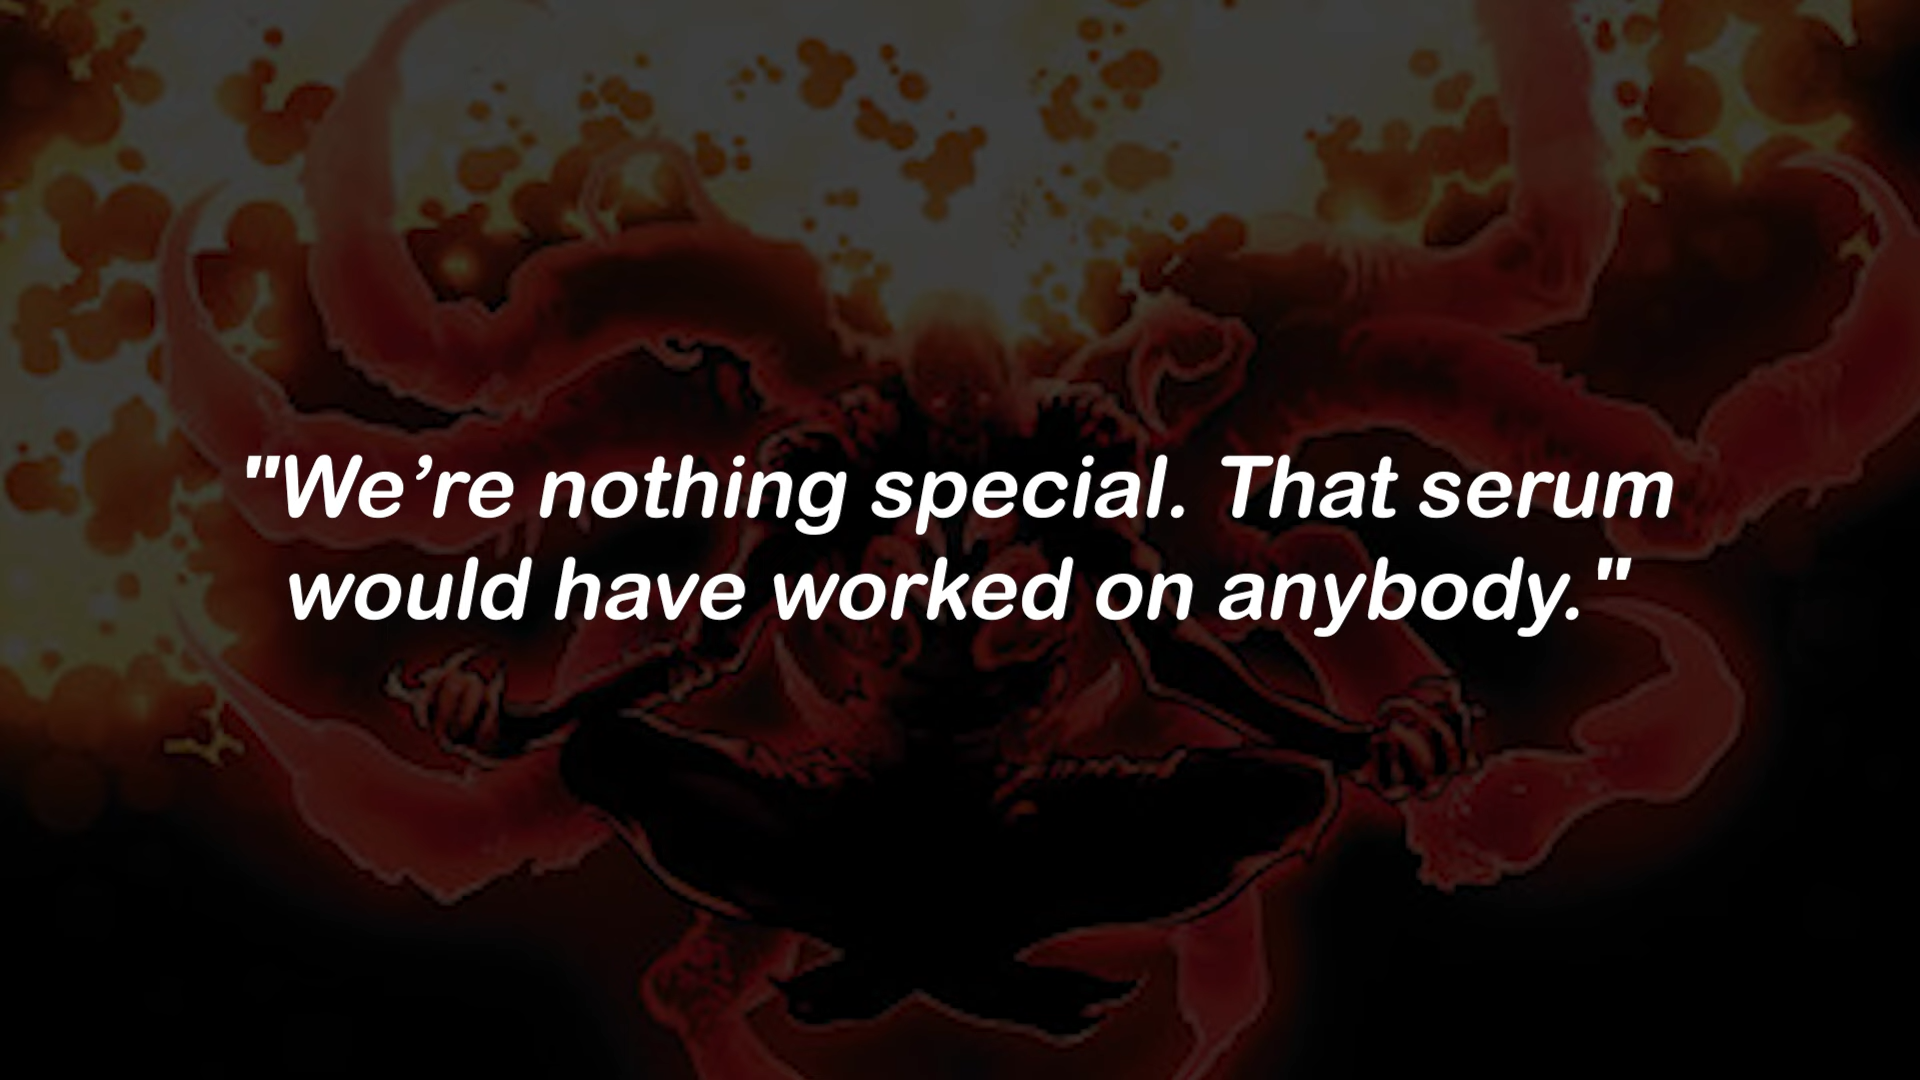 "We’re nothing special. That serum
would have worked on anybody."